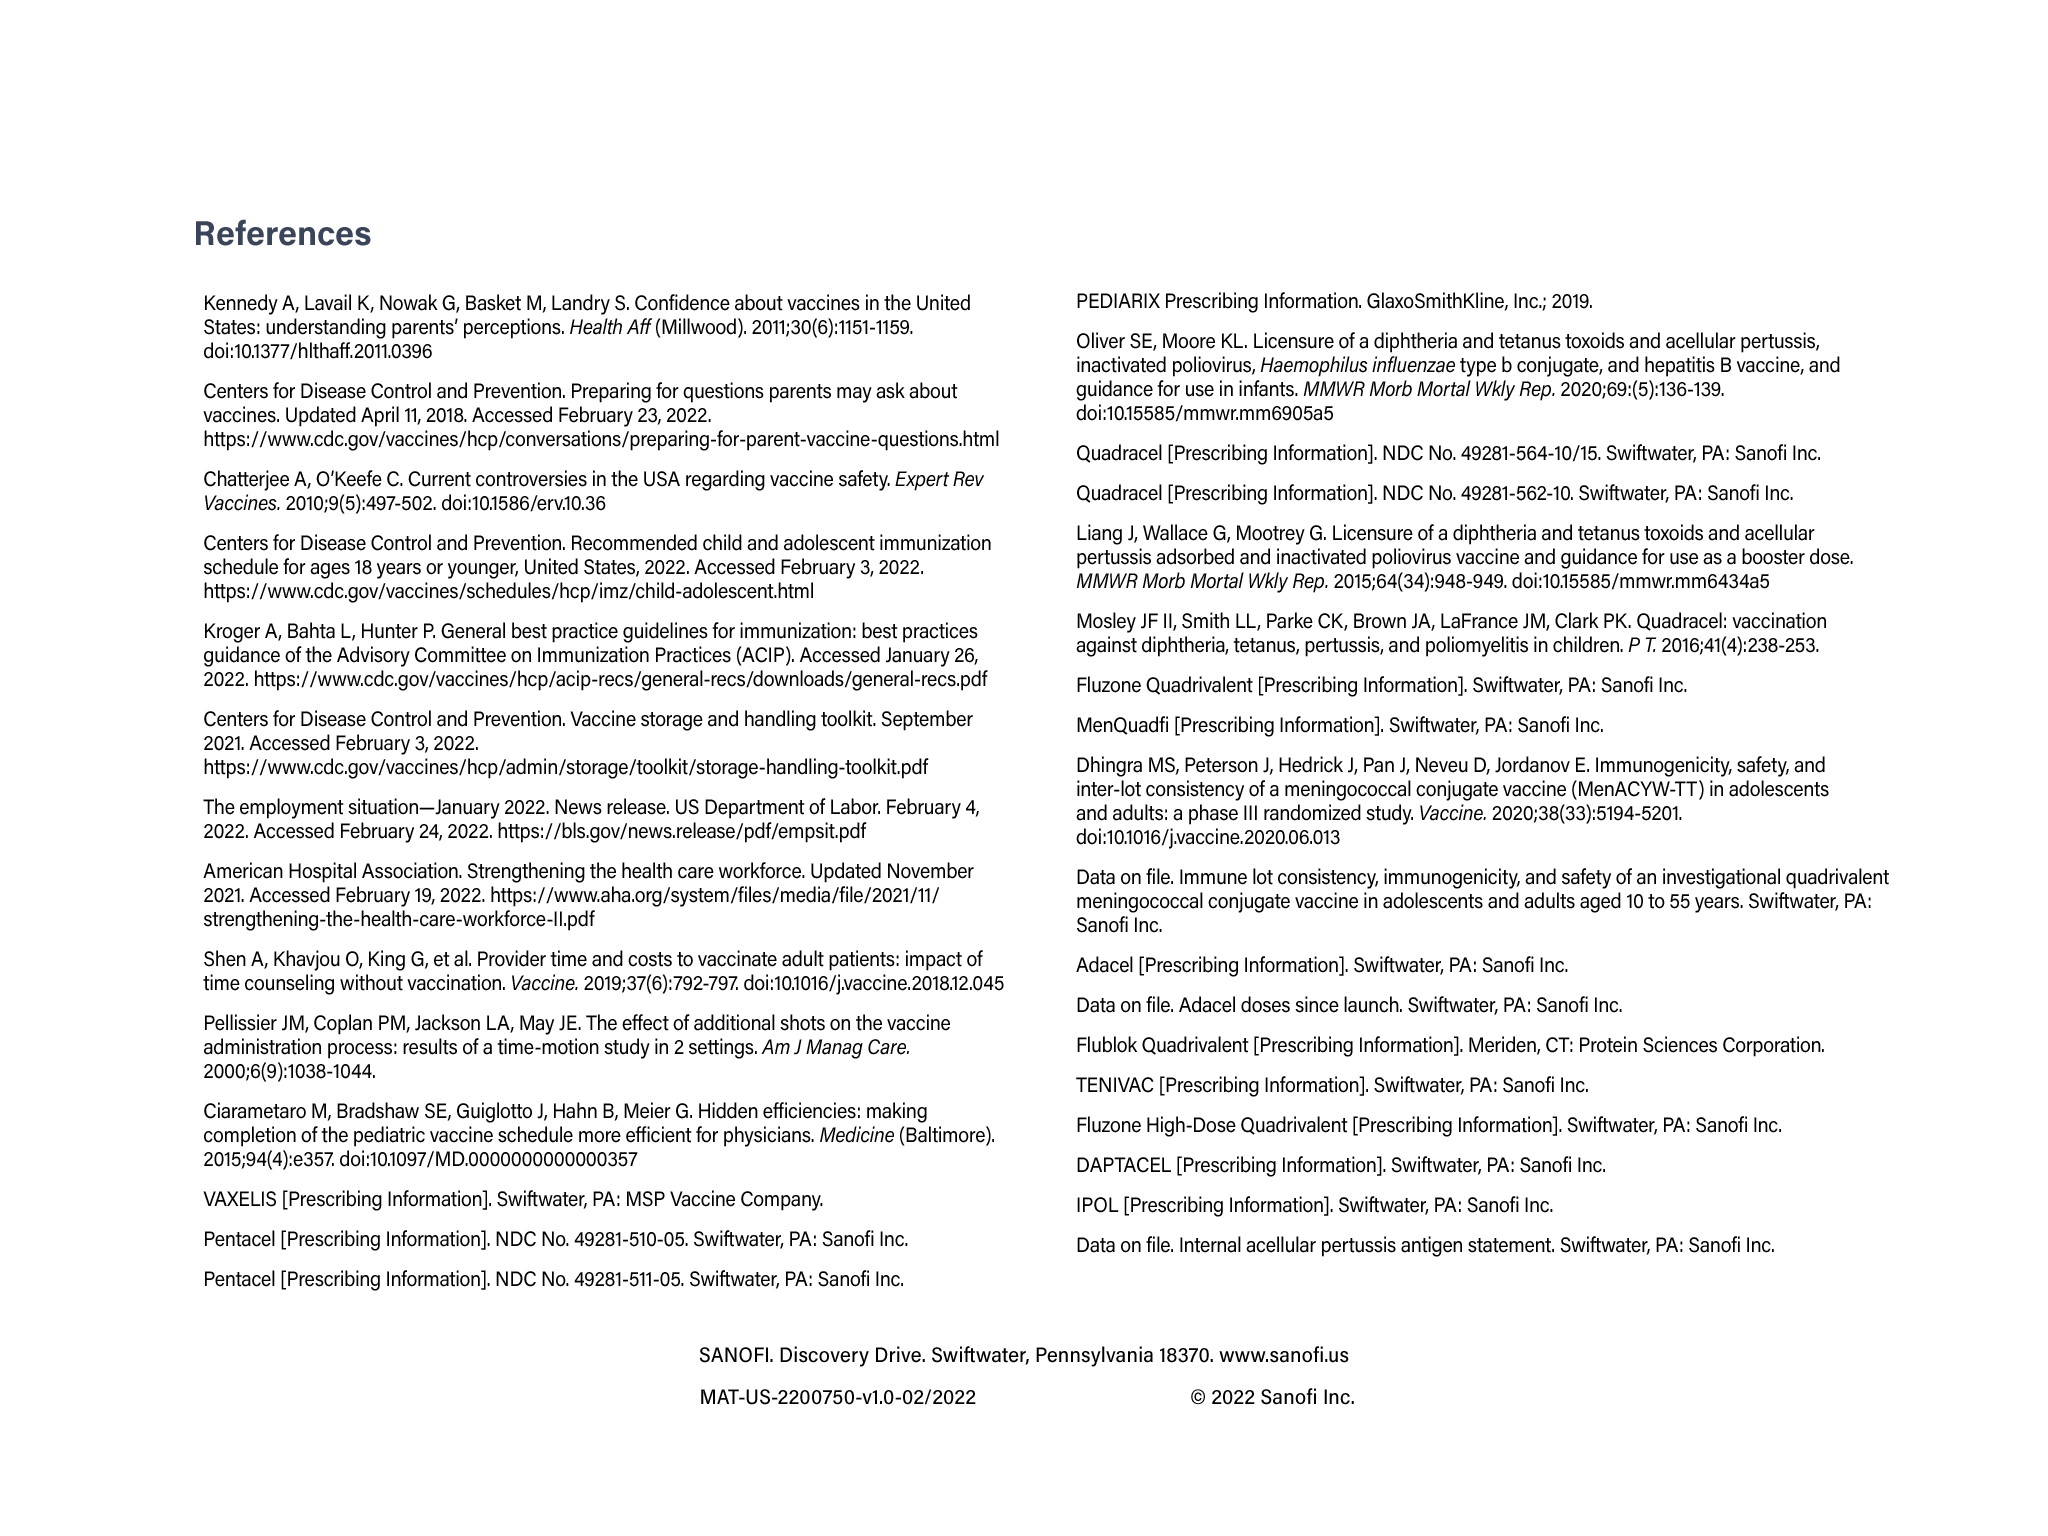 References
Kennedy A, Lavail K, Nowak G, Basket M, Landry S. Confidence about vaccines in the United
States: understanding parents’ perceptions. Health Aff (Millwood). 2011;30(6):1151-1159.
doi:10.1377/hlthaff.2011.0396
Centers for Disease Control and Prevention. Preparing for questions parents may ask about
vaccines. Updated April 11, 2018. Accessed February 23, 2022.
https://www.cdc.gov/vaccines/hcp/conversations/preparing-for-parent-vaccine-questions.html
Chatterjee A, O’Keefe C. Current controversies in the USA regarding vaccine safety. Expert Rev
Vaccines. 2010;9(5):497-502. doi:10.1586/erv.10.36
Centers for Disease Control and Prevention. Recommended child and adolescent immunization
schedule for ages 18 years or younger, United States, 2022. Accessed February 3, 2022.
https://www.cdc.gov/vaccines/schedules/hcp/imz/child-adolescent.html
Kroger A, Bahta L, Hunter P. General best practice guidelines for immunization: best practices
guidance of the Advisory Committee on Immunization Practices (ACIP). Accessed January 26,
2022. https://www.cdc.gov/vaccines/hcp/acip-recs/general-recs/downloads/general-recs.pdf
Centers for Disease Control and Prevention. Vaccine storage and handling toolkit. September
2021. Accessed February 3, 2022.
https://www.cdc.gov/vaccines/hcp/admin/storage/toolkit/storage-handling-toolkit.pdf
The employment situation—January 2022. News release. US Department of Labor. February 4,
2022. Accessed February 24, 2022. https://bls.gov/news.release/pdf/empsit.pdf
American Hospital Association. Strengthening the health care workforce. Updated November
2021. Accessed February 19, 2022. https://www.aha.org/system/files/media/file/2021/11/
strengthening-the-health-care-workforce-II.pdf
Shen A, Khavjou O, King G, et al. Provider time and costs to vaccinate adult patients: impact of
time counseling without vaccination. Vaccine. 2019;37(6):792-797. doi:10.1016/j.vaccine.2018.12.045
Pellissier JM, Coplan PM, Jackson LA, May JE. The effect of additional shots on the vaccine
administration process: results of a time-motion study in 2 settings. Am J Manag Care.
2000;6(9):1038-1044.
Ciarametaro M, Bradshaw SE, Guiglotto J, Hahn B, Meier G. Hidden efficiencies: making
completion of the pediatric vaccine schedule more efficient for physicians. Medicine (Baltimore).
2015;94(4):e357. doi:10.1097/MD.0000000000000357
VAXELIS [Prescribing Information]. Swiftwater, PA: MSP Vaccine Company.
Pentacel [Prescribing Information]. NDC No. 49281-510-05. Swiftwater, PA: Sanofi Inc.
Pentacel [Prescribing Information]. NDC No. 49281-511-05. Swiftwater, PA: Sanofi Inc.
PEDIARIX Prescribing Information. GlaxoSmithKline, Inc.; 2019.
Oliver SE, Moore KL. Licensure of a diphtheria and tetanus toxoids and acellular pertussis,
inactivated poliovirus, Haemophilus influenzae type b conjugate, and hepatitis B vaccine, and
guidance for use in infants. MMWR Morb Mortal Wkly Rep. 2020;69:(5):136-139.
doi:10.15585/mmwr.mm6905a5
Quadracel [Prescribing Information]. NDC No. 49281-564-10/15. Swiftwater, PA: Sanofi Inc.
Quadracel [Prescribing Information]. NDC No. 49281-562-10. Swiftwater, PA: Sanofi Inc.
Liang J, Wallace G, Mootrey G. Licensure of a diphtheria and tetanus toxoids and acellular
pertussis adsorbed and inactivated poliovirus vaccine and guidance for use as a booster dose.
MMWR Morb Mortal Wkly Rep. 2015;64(34):948-949. doi:10.15585/mmwr.mm6434a5
Mosley JF II, Smith LL, Parke CK, Brown JA, LaFrance JM, Clark PK. Quadracel: vaccination
against diphtheria, tetanus, pertussis, and poliomyelitis in children. P T. 2016;41(4):238-253.
Fluzone Quadrivalent [Prescribing Information]. Swiftwater, PA: Sanofi Inc.
MenQuadfi [Prescribing Information]. Swiftwater, PA: Sanofi Inc.
Dhingra MS, Peterson J, Hedrick J, Pan J, Neveu D, Jordanov E. Immunogenicity, safety, and
inter-lot consistency of a meningococcal conjugate vaccine (MenACYW-TT) in adolescents
and adults: a phase III randomized study. Vaccine. 2020;38(33):5194-5201.
doi:10.1016/j.vaccine.2020.06.013
Data on file. Immune lot consistency, immunogenicity, and safety of an investigational quadrivalent
meningococcal conjugate vaccine in adolescents and adults aged 10 to 55 years. Swiftwater, PA:
Sanofi Inc.
Adacel [Prescribing Information]. Swiftwater, PA: Sanofi Inc.
Data on file. Adacel doses since launch. Swiftwater, PA: Sanofi Inc.
Flublok Quadrivalent [Prescribing Information]. Meriden, CT: Protein Sciences Corporation.
TENIVAC [Prescribing Information]. Swiftwater, PA: Sanofi Inc.
Fluzone High-Dose Quadrivalent [Prescribing Information]. Swiftwater, PA: Sanofi Inc.
DAPTACEL [Prescribing Information]. Swiftwater, PA: Sanofi Inc.
IPOL [Prescribing Information]. Swiftwater, PA: Sanofi Inc.
Data on file. Internal acellular pertussis antigen statement. Swiftwater, PA: Sanofi Inc.
SANOFI. Discovery Drive. Swiftwater, Pennsylvania 18370. www.sanofi.us
MAT-US-2200750-v1.0-02/2022 © 2022 Sanofi Inc.